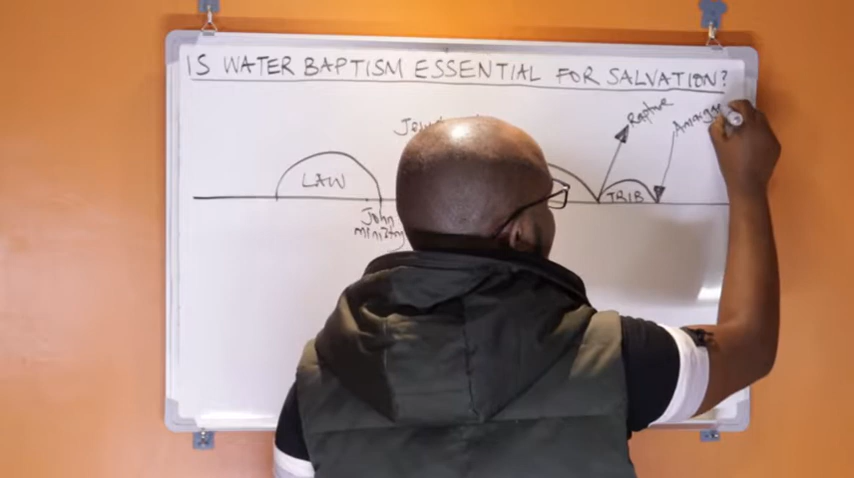 IS WATER BAPTISM ESSENTIAL FOR SALVATION?
Rapture
LAW
TRIB
John
ministry